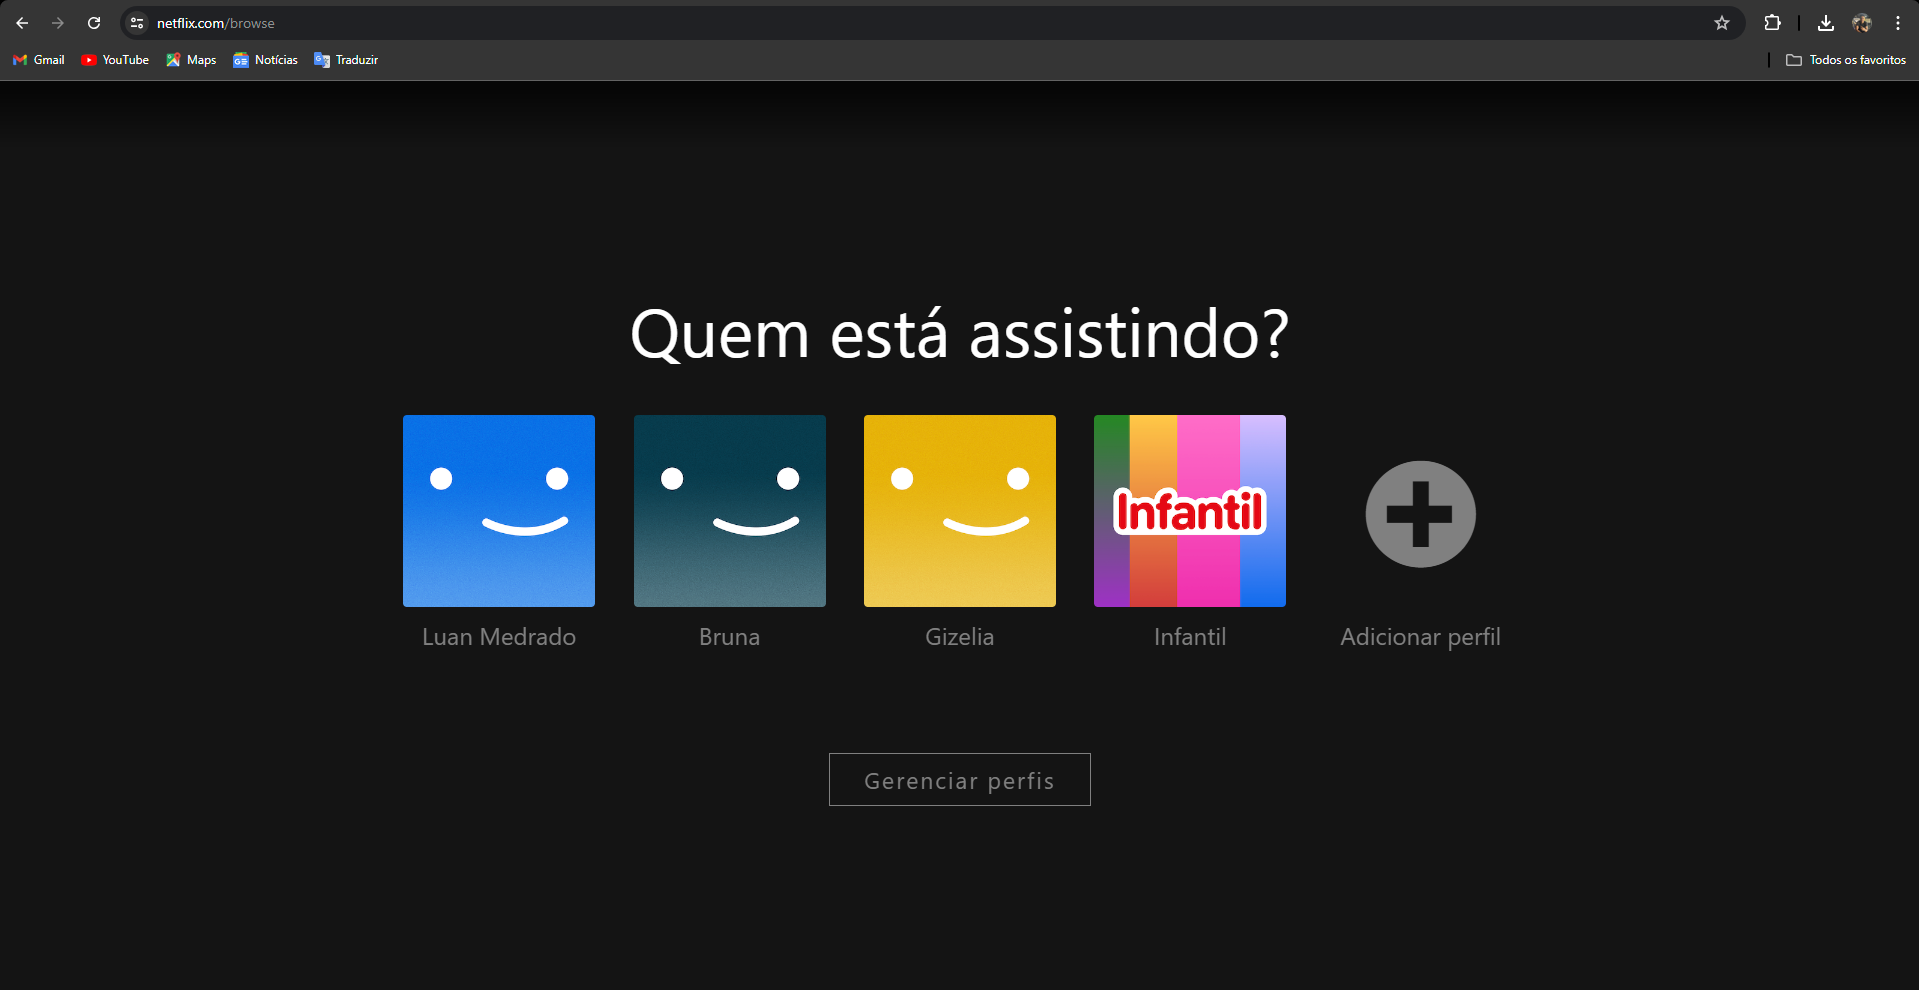 netflix.com/browse
Gmail YouTube Maps Notícias Traduzir Todos os favoritos
Quem está assistindo?
Infantil
Luan Medrado Bruna Gizelia Infantil Adicionar perfil
Gerenciar perfis